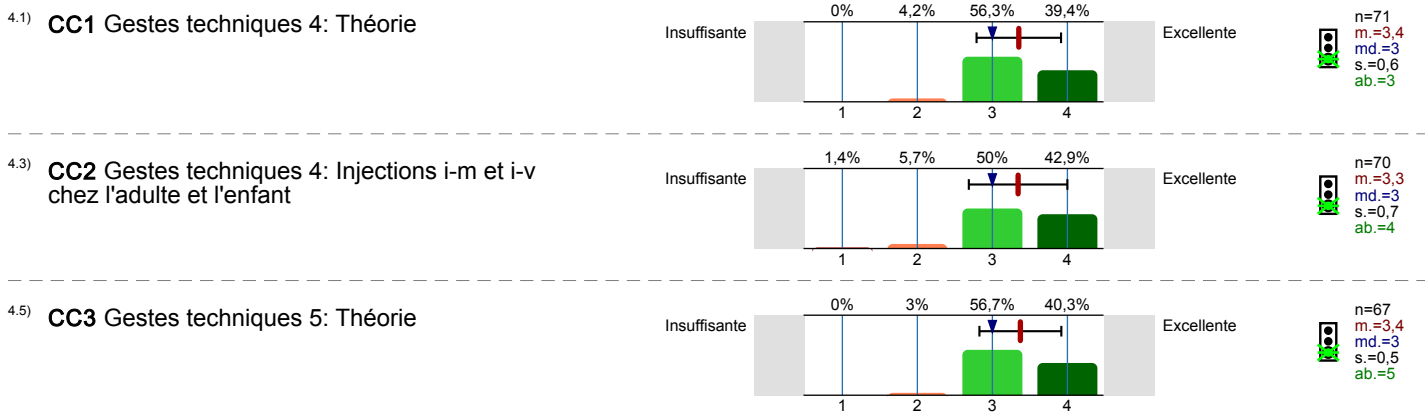 4.1) CC1 Gestes techniques 4: Théorie
0% 4,2% 56,3% 39,4%
Insuffisante Excellente
1 2 3 4
n=71
m.=3,4
md.=3
s.=0,6
ab.=3
4.3) CC2 Gestes techniques 4: Injections i-m et i-v
chez l'adulte et l'enfant
1,4% 5,7% 50% 42,9%
Insuffisante Excellente
1 2 3 4
n=70
m.=3,3
md.=3
s.=0,7
ab.=4
4.5) CC3 Gestes techniques 5: Théorie
0% 3% 56,7% 40,3%
Insuffisante Excellente
1 2 3 4
n=67
m.=3,4
md.=3
s.=0,5
ab.=5